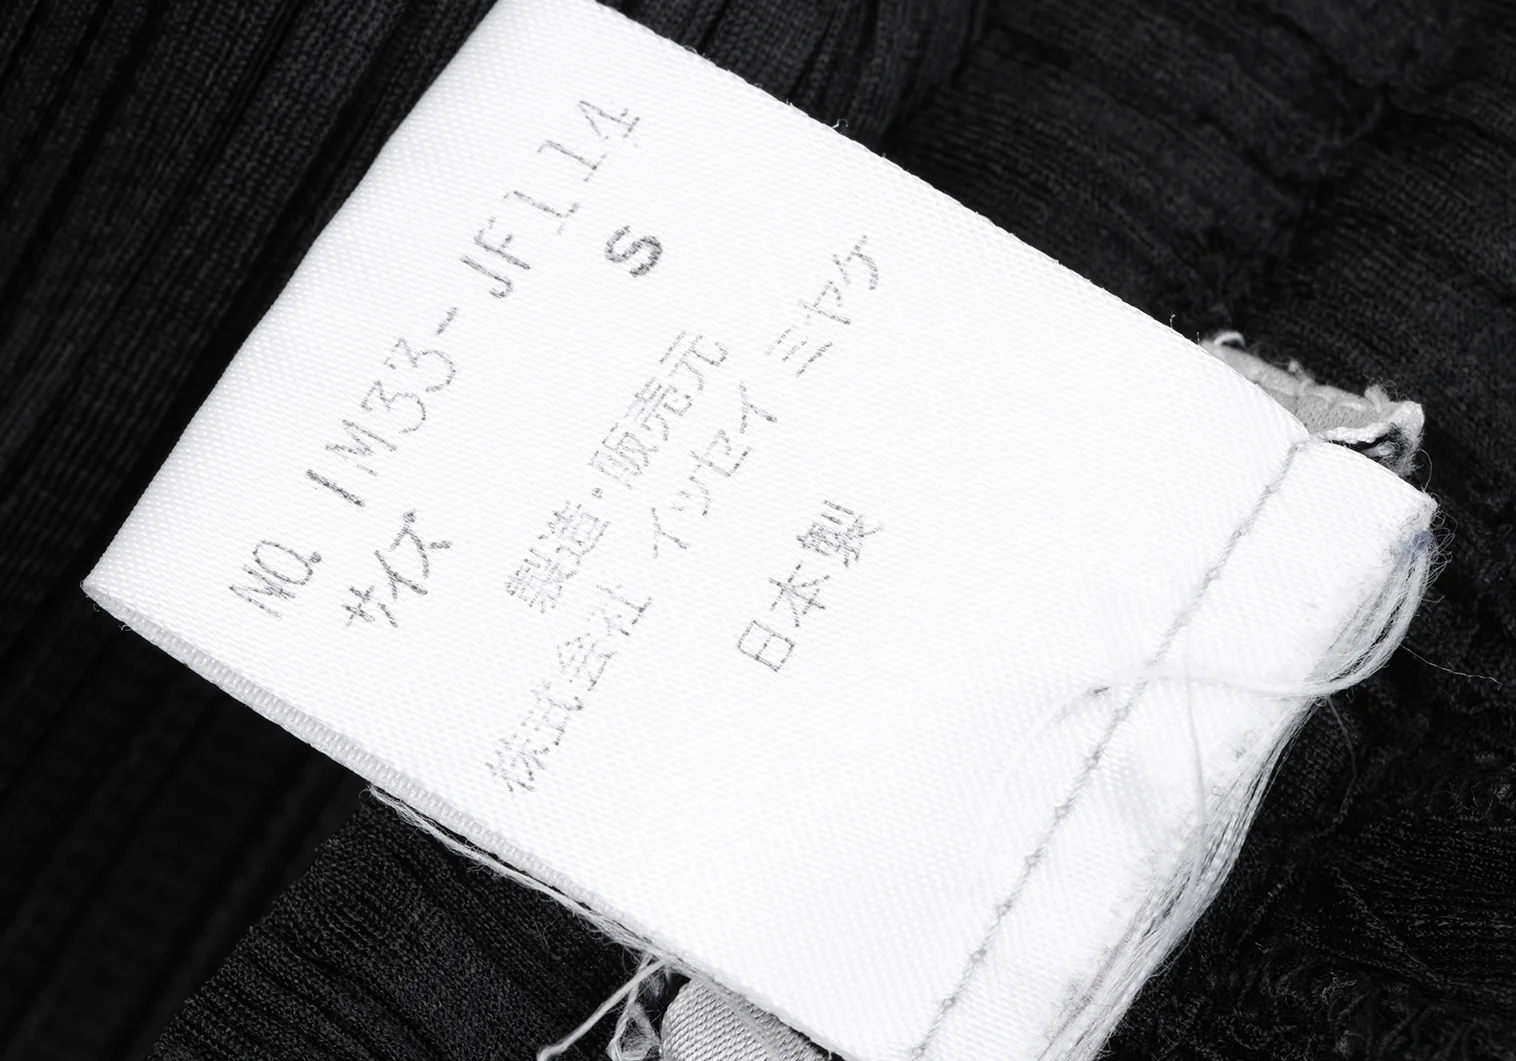 NO. IM33-JF114
サイズ S
製造・販売元
株式会社 イッセイ ミヤケ
日本製